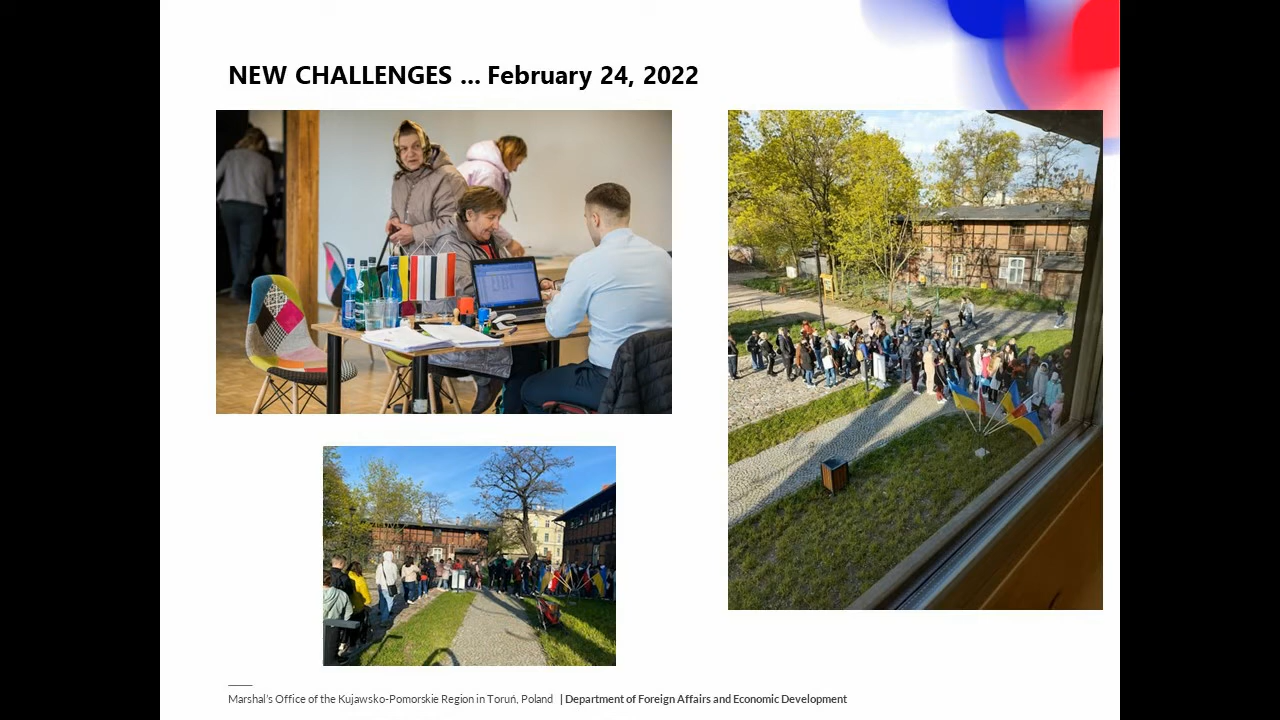 NEW CHALLENGES ... February 24, 2022
Marshal's Office of the Kujawsko-Pomorskie Region in Toruń, Poland | Department of Foreign Affairs and Economic Development